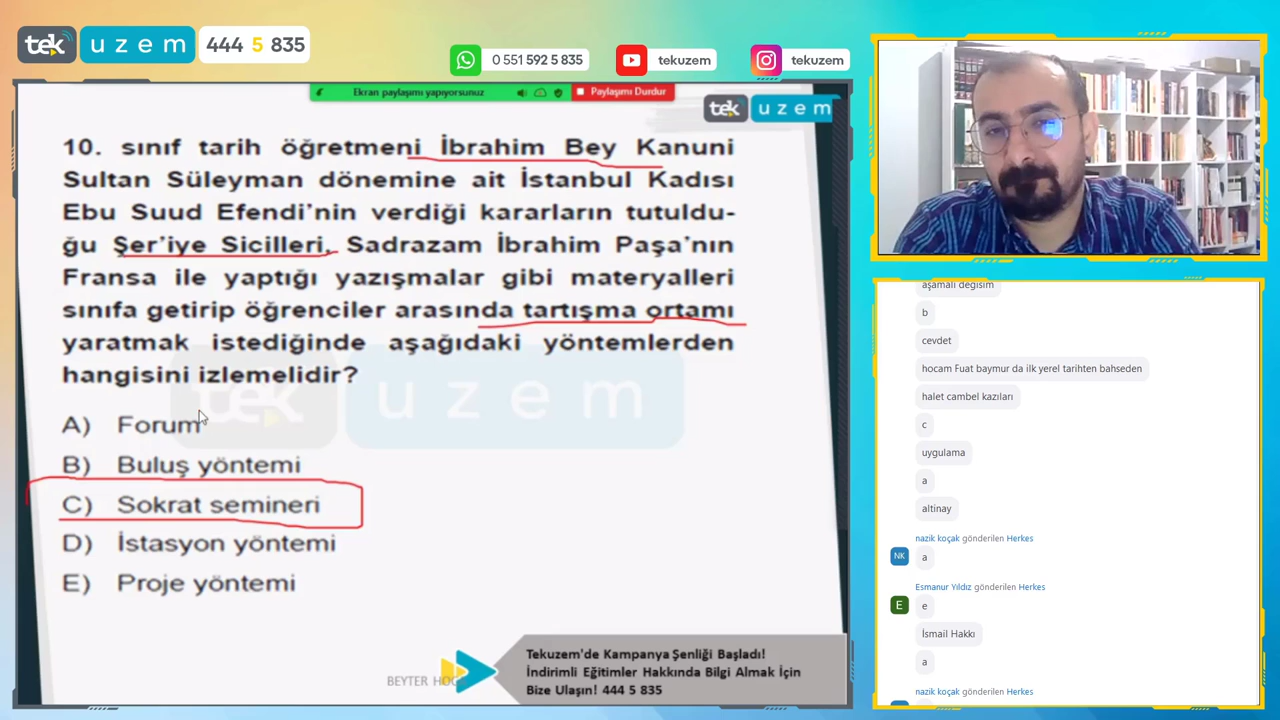 tek uzem 444 5 835
0 551 592 5 835
tekuzem
tekuzem
Ekran paylaşımı yapıyorsunuz
Paylaşımı Durdur
tek uzem
10. sınıf tarih öğretmeni İbrahim Bey Kanuni
Sultan Süleyman dönemine ait İstanbul Kadısı
Ebu Suud Efendi'nin verdiği kararların tutuldu-
ğu Şer'iye Sicilleri, Sadrazam İbrahim Paşa'nın
Fransa ile yaptığı yazışmalar gibi materyalleri
sınıfa getirip öğrenciler arasında tartışma ortamı
yaratmak istediğinde aşağıdaki yöntemlerden
hangisini izlemelidir?
tek uzem
A) Forum
B) Buluş yöntemi
C) Sokrat semineri
D) İstasyon yöntemi
E) Proje yöntemi
BEYTER HO
Tekuzem'de Kampanya Şenliği Başladı!
İndirimli Eğitimler Hakkında Bilgi Almak İçin
Bize Ulaşın! 444 5 835
aşamalı degisim
b
cevdet
hocam Fuat baymur da ilk yerel tarihten bahseden
halet cambel kazıları
c
uygulama
a
altinay
nazik koçak gönderilen Herkes
NK
a
Esmanur Yıldız gönderilen Herkes
E
e
İsmail Hakkı
a
nazik koçak gönderilen Herkes